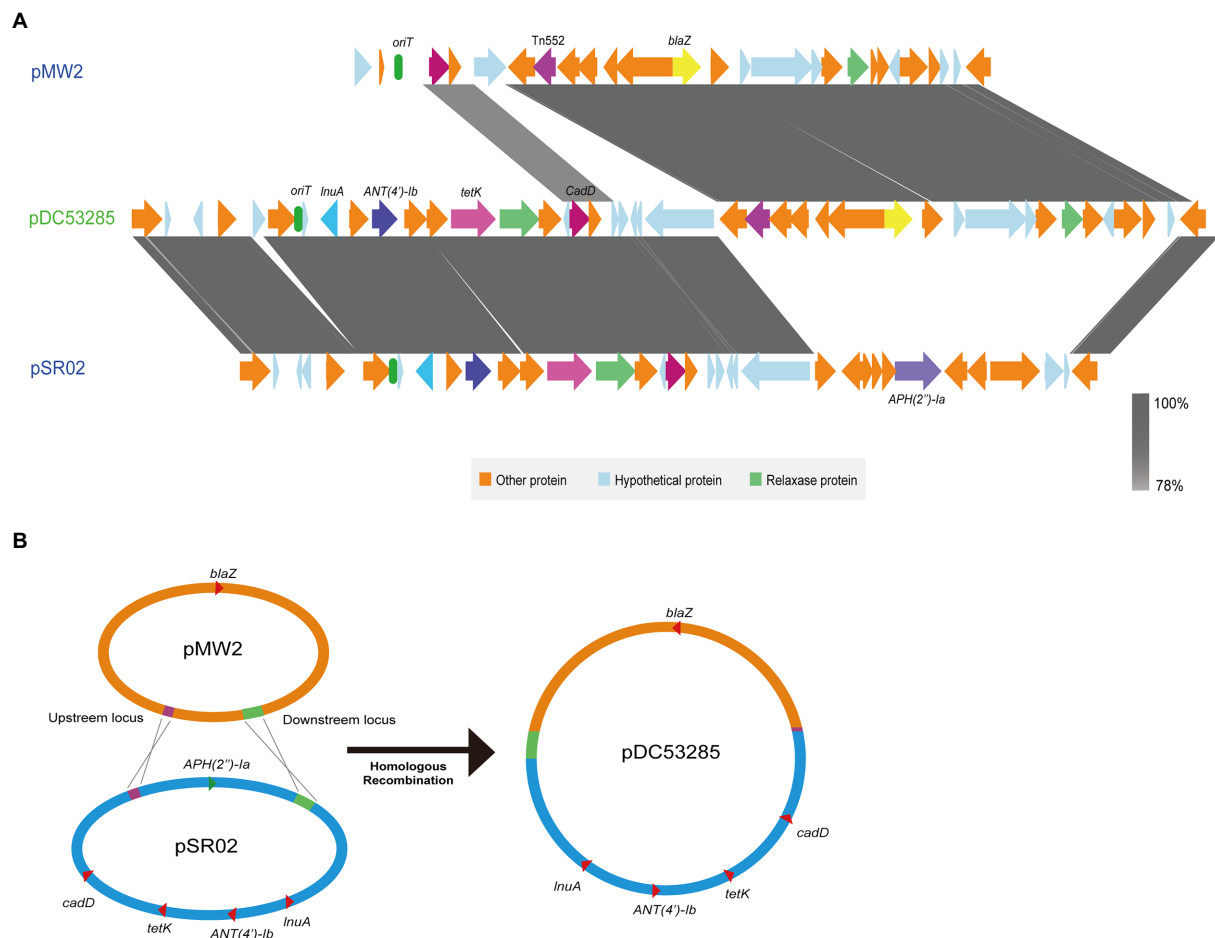 A
pMW2
oriT
Tn552
blaZ
pDC53285
oriT
lnuA
ANT(4')-Ib
tetK
CadD
pSR02
APH(2")-Ia
100%
78%
Other protein
Hypothetical protein
Relaxase protein
B
blaZ
pMW2
Upstreem locus
Downstreem locus
APH(2")-Ia
pSR02
cadD
tetK
ANT(4')-Ib
lnuA
Homologous
Recombination
blaZ
pDC53285
cadD
tetK
ANT(4')-Ib
lnuA